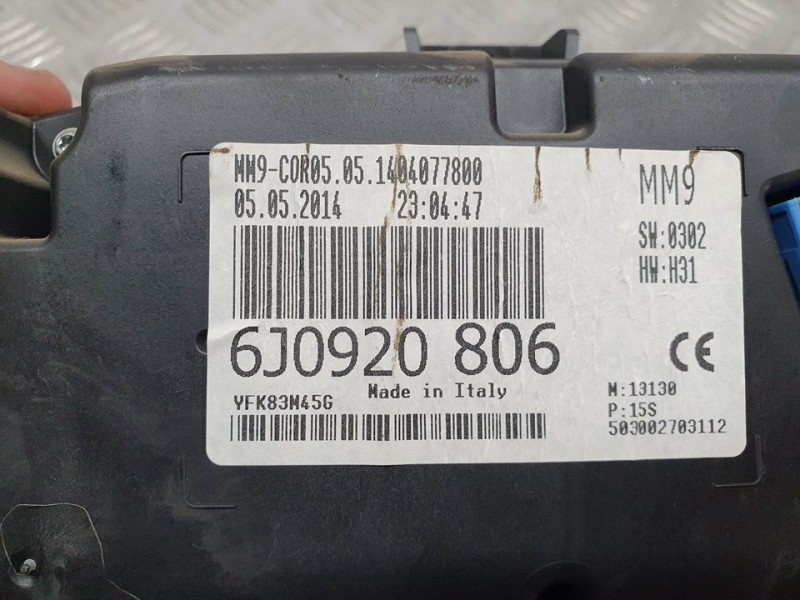 MM9-COR05.05.1404077800
05.05.2014 23:04:47
MM9
SW:0302
HW:H31
6J0920 806
CE
Made in Italy
YFK83M45G
M:13130
P:15S
503002703112